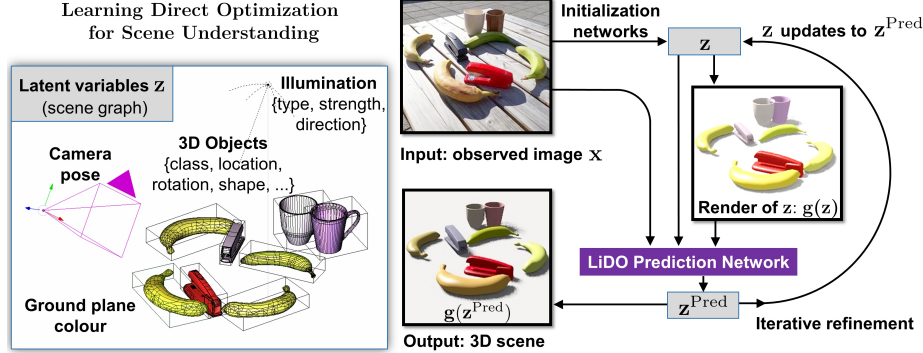 Learning Direct Optimization
for Scene Understanding
Latent variables z
(scene graph)
Illumination
{type, strength,
direction}
3D Objects
{class, location,
rotation, shape, ...}
Camera
pose
Ground plane
colour
Input: observed image x
Initialization
networks
z
z updates to z^Pred
Render of z: g(z)
LiDO Prediction Network
z^Pred
Iterative refinement
g(z^Pred)
Output: 3D scene